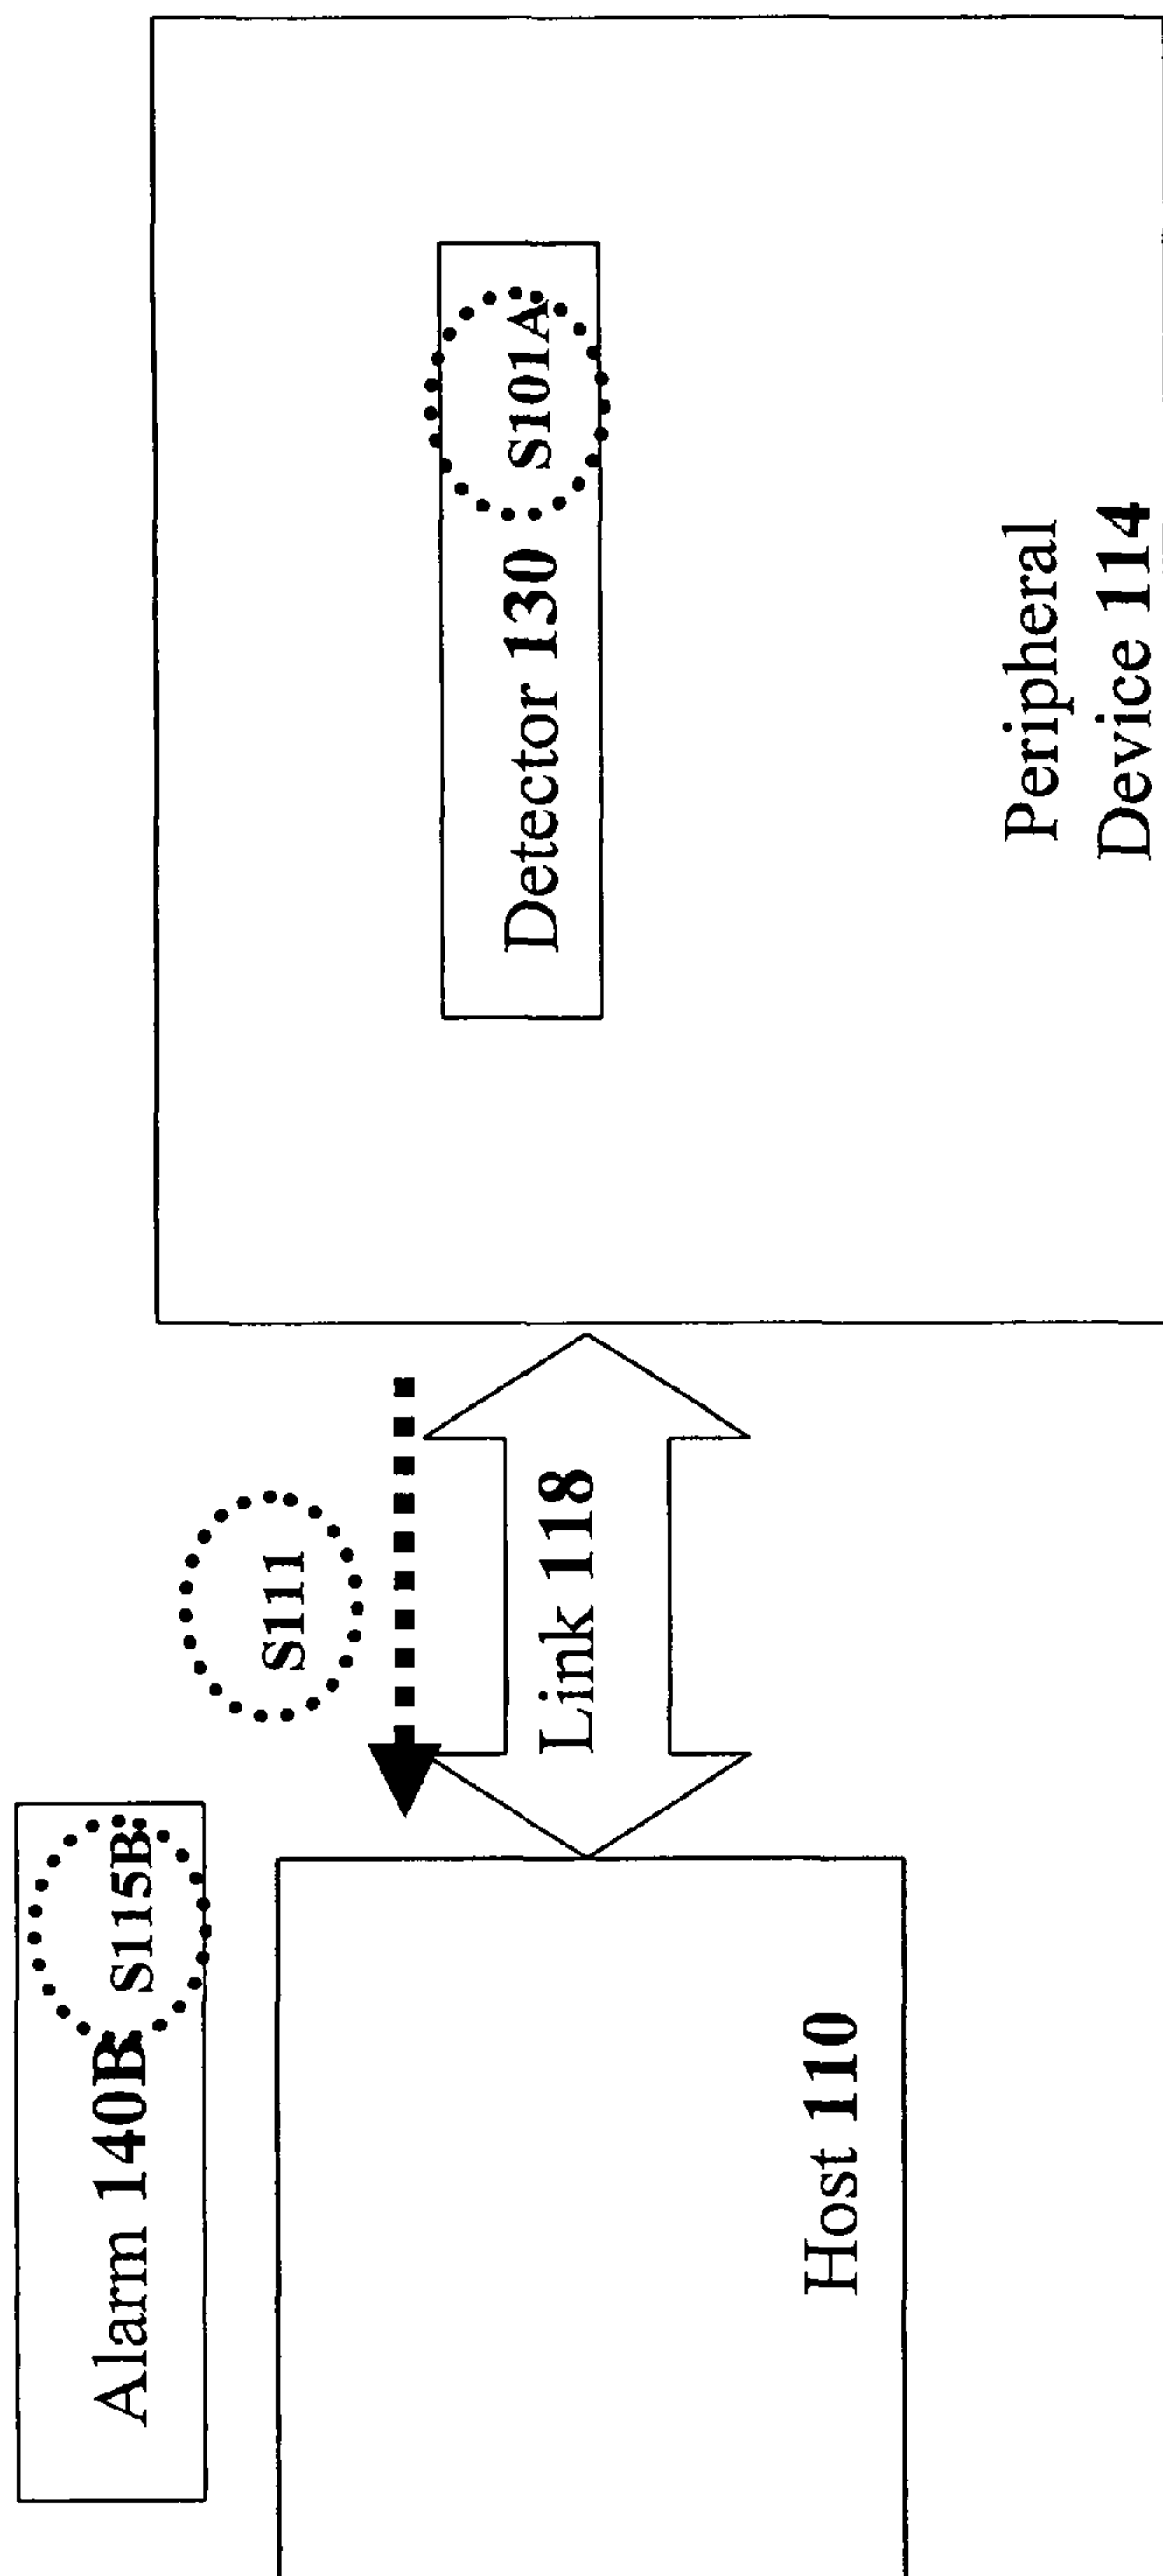 Alarm 140B S115B
S111
Detector 130 S101A
Link 118
Host 110
Peripheral
Device 114